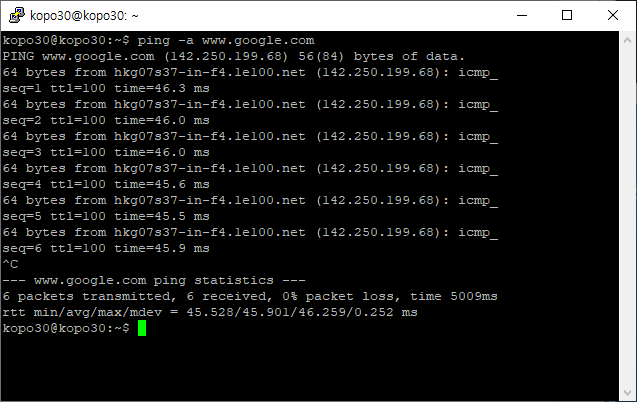 kopo30@kopo30: ~
kopo30@kopo30:~$ ping -a www.google.com
PING www.google.com (142.250.199.68) 56(84) bytes of data.
64 bytes from hkg07s37-in-f4.1e100.net (142.250.199.68): icmp_
seq=1 ttl=100 time=46.3 ms
64 bytes from hkg07s37-in-f4.1e100.net (142.250.199.68): icmp_
seq=2 ttl=100 time=46.0 ms
64 bytes from hkg07s37-in-f4.1e100.net (142.250.199.68): icmp_
seq=3 ttl=100 time=46.0 ms
64 bytes from hkg07s37-in-f4.1e100.net (142.250.199.68): icmp_
seq=4 ttl=100 time=45.6 ms
64 bytes from hkg07s37-in-f4.1e100.net (142.250.199.68): icmp_
seq=5 ttl=100 time=45.5 ms
64 bytes from hkg07s37-in-f4.1e100.net (142.250.199.68): icmp_
seq=6 ttl=100 time=45.9 ms
^C
--- www.google.com ping statistics ---
6 packets transmitted, 6 received, 0% packet loss, time 5009ms
rtt min/avg/max/mdev = 45.528/45.901/46.259/0.252 ms
kopo30@kopo30:~$